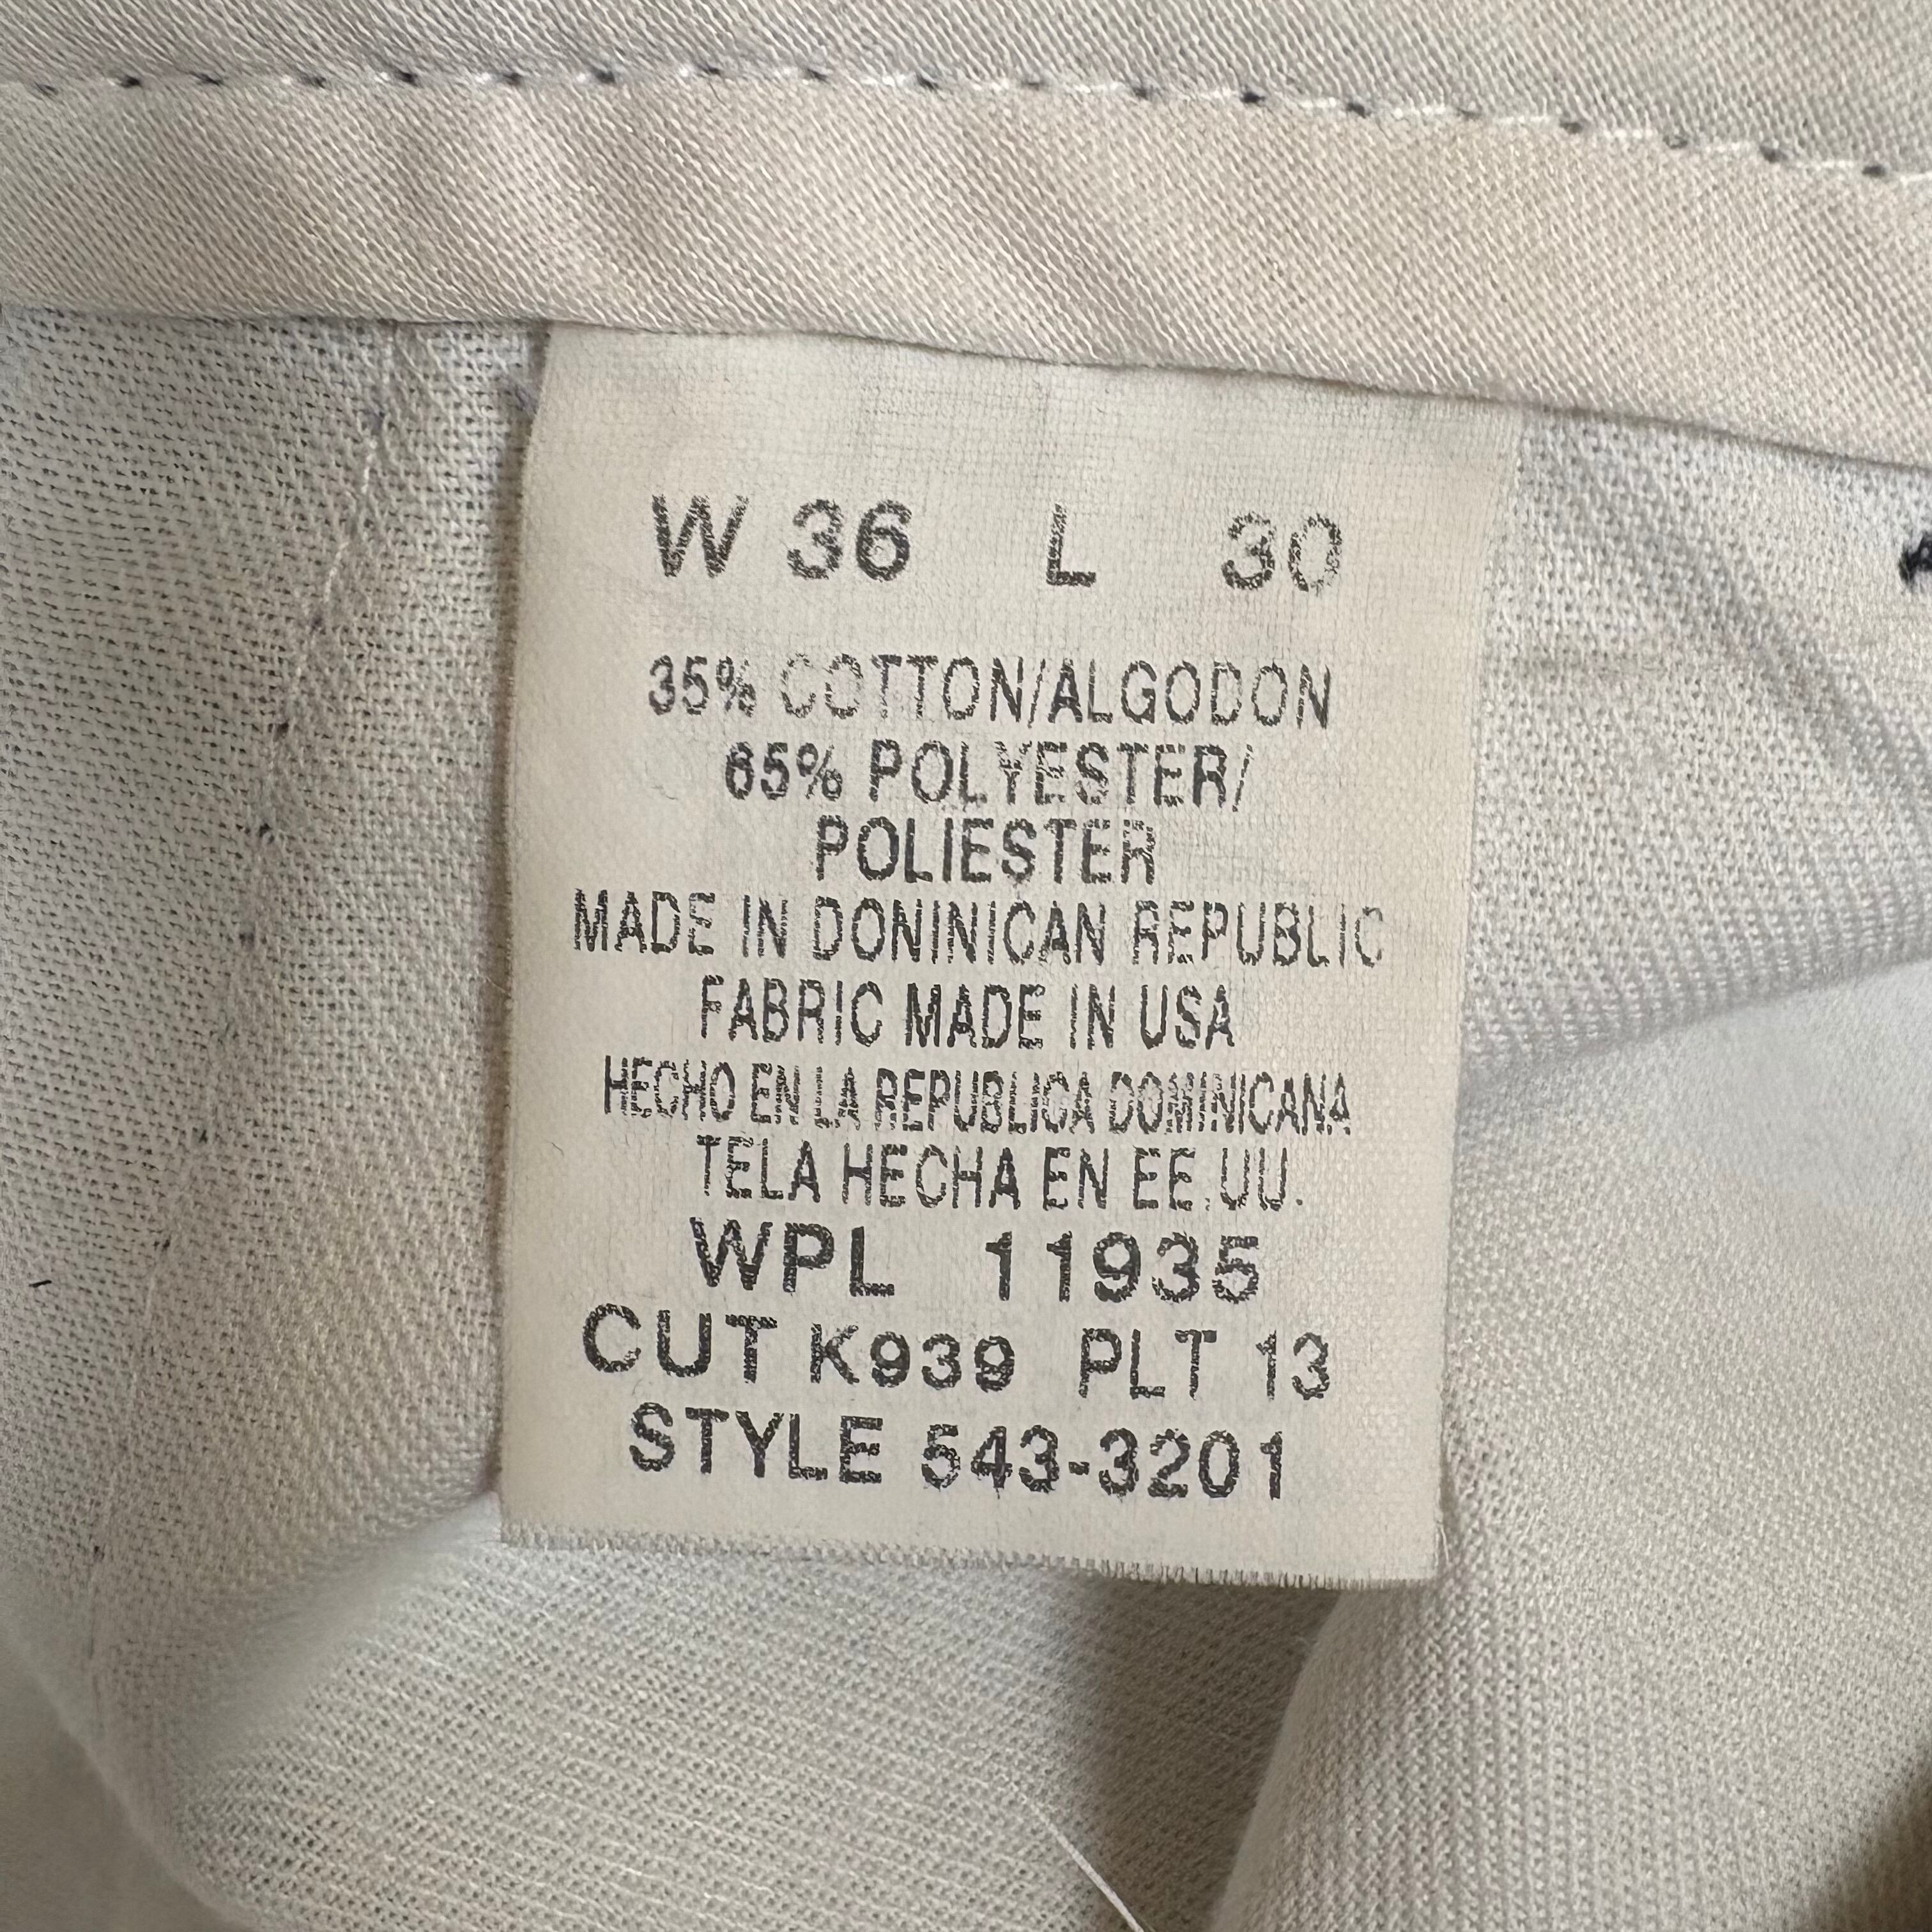 W 36 L 30
35% COTTON/ALGODON
65% POLYESTER/
POLIESTER
MADE IN DONINICAN REPUBLIC
FABRIC MADE IN USA
HECHO EN LA REPUBLICA DOMINICANA
TELA HECHA EN EE.UU.
WPL 11935
CUT K939 PLT 13
STYLE 543-3201